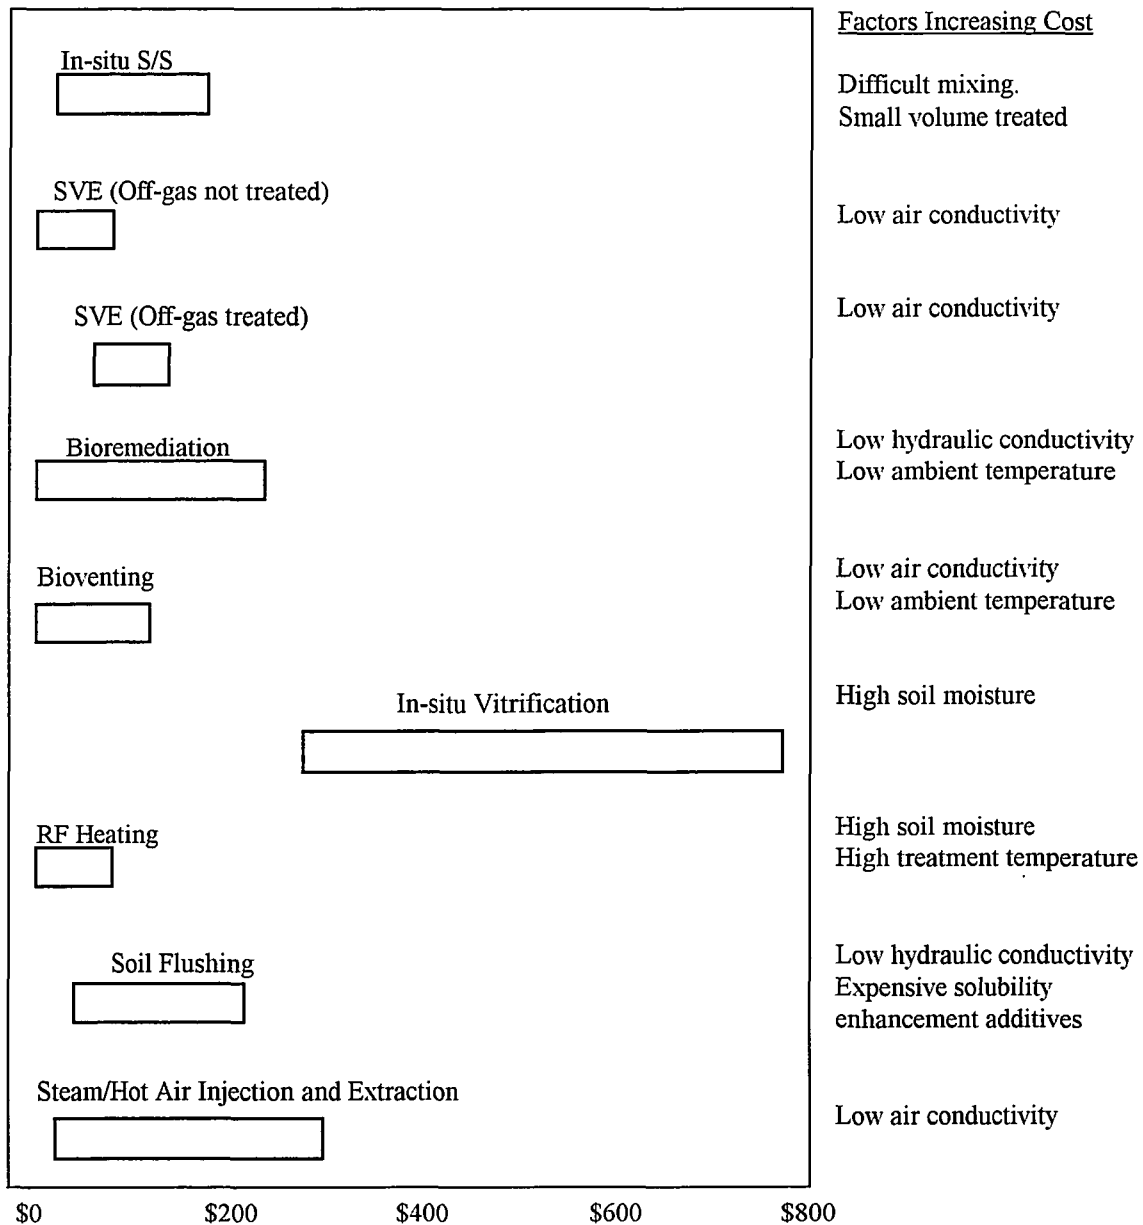 Factors Increasing Cost
In-situ S/S
Difficult mixing.
Small volume treated
SVE (Off-gas not treated)
Low air conductivity
SVE (Off-gas treated)
Low air conductivity
Bioremediation
Low hydraulic conductivity
Low ambient temperature
Bioventing
Low air conductivity
Low ambient temperature
In-situ Vitrification
High soil moisture
RF Heating
High soil moisture
High treatment temperature
Soil Flushing
Low hydraulic conductivity
Expensive solubility
enhancement additives
Steam/Hot Air Injection and Extraction
Low air conductivity
$0 $200 $400 $600 $800